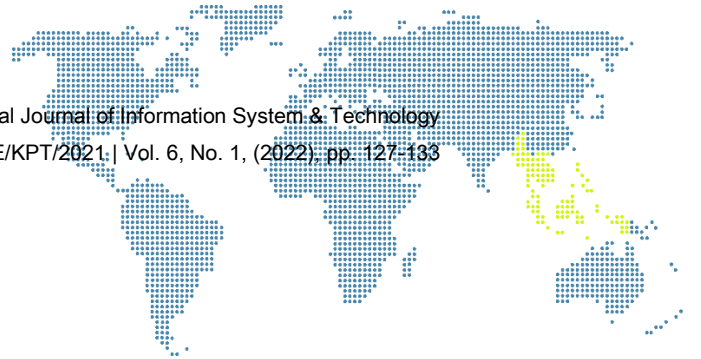 al Journal of Information System & Technology
E/KPT/2021 | Vol. 6, No. 1, (2022), pp. 127-133